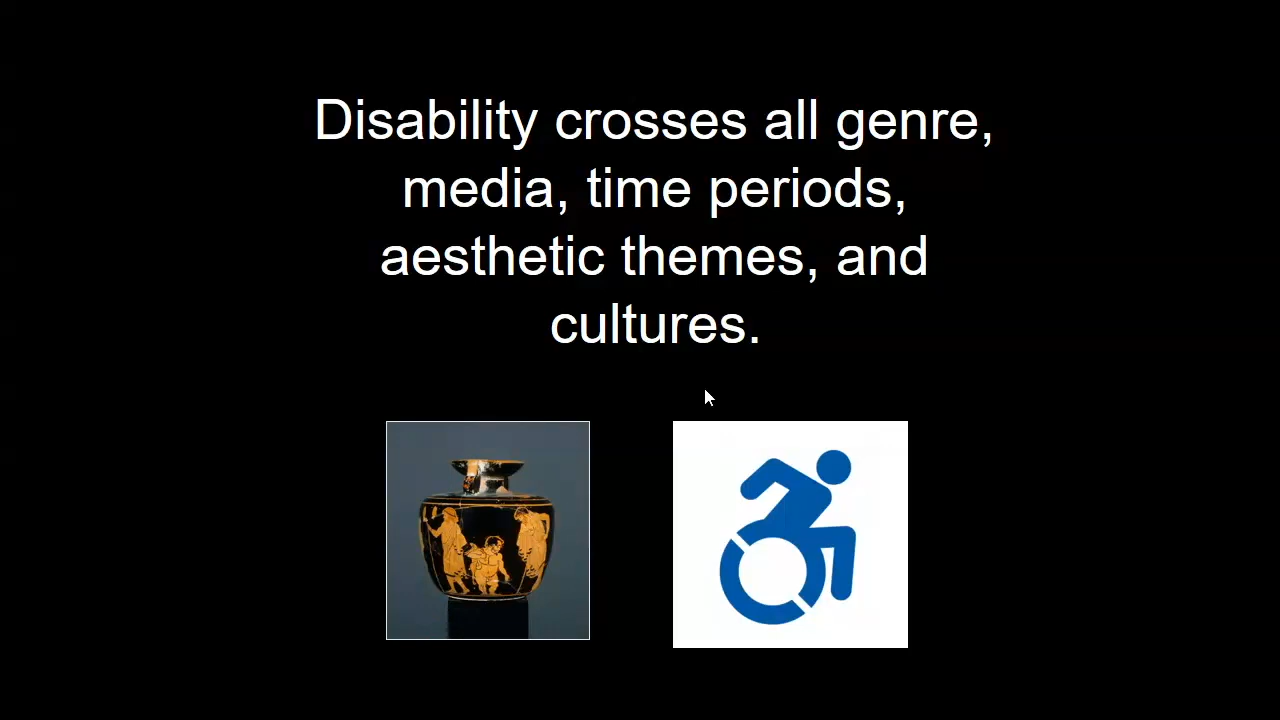 Disability crosses all genre,
media, time periods,
aesthetic themes, and
cultures.